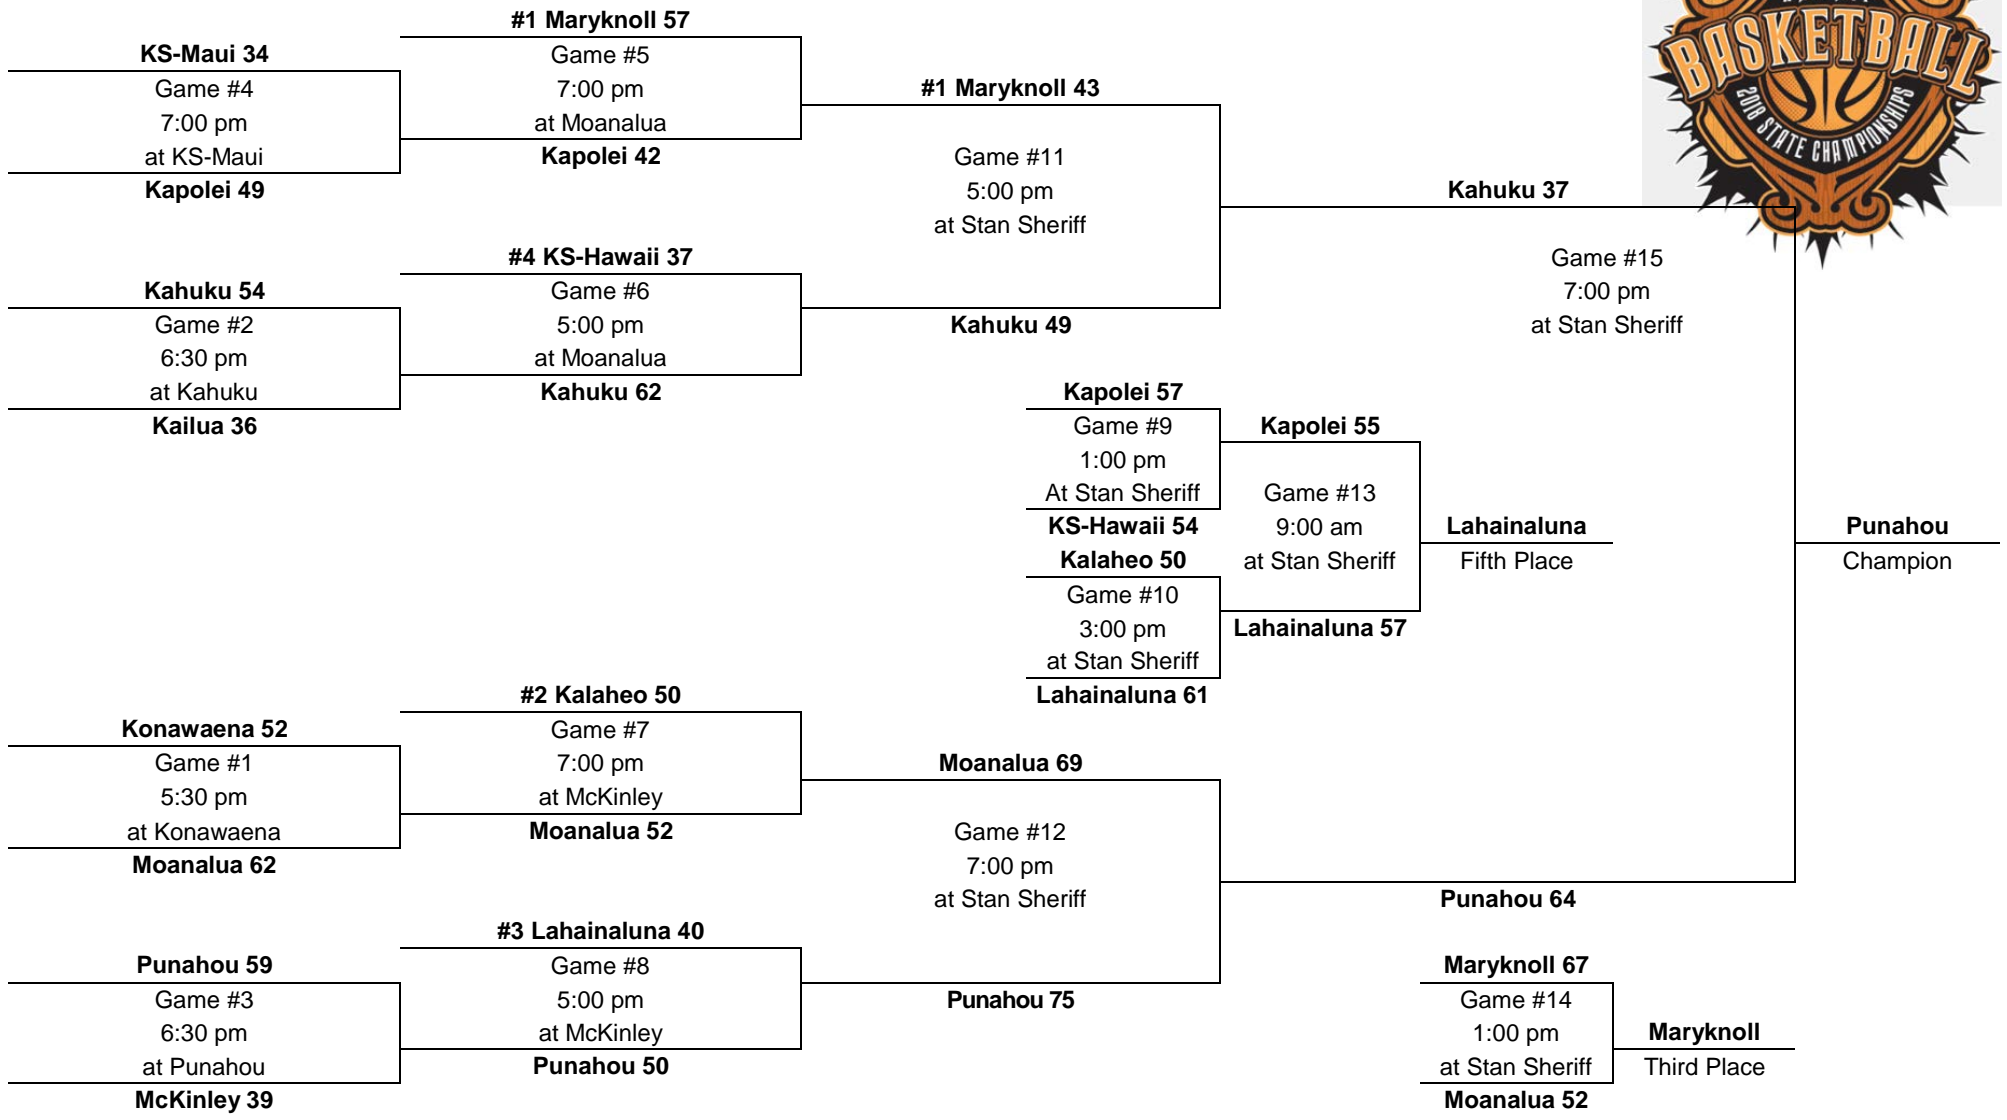 #1 Maryknoll 57
KS-Maui 34
Game #5
Game #4
7:00 pm
#1 Maryknoll 43
7:00 pm
at Moanalua
at KS-Maui
Kapolei 42
Game #11
Kapolei 49
5:00 pm
Kahuku 37
at Stan Sheriff
#4 KS-Hawaii 37
Game #15
Kahuku 54
Game #6
7:00 pm
Game #2
5:00 pm
Kahuku 49
at Stan Sheriff
6:30 pm
at Moanalua
at Kahuku
Kahuku 62
Kapolei 57
Kailua 36
Game #9
Kapolei 55
1:00 pm
At Stan Sheriff
Game #13
KS-Hawaii 54
9:00 am
Lahainaluna
Punahou
Kalaheo 50
at Stan Sheriff
Fifth Place
Champion
Game #10
3:00 pm
Lahainaluna 57
at Stan Sheriff
#2 Kalaheo 50
Lahainaluna 61
Konawaena 52
Game #7
Game #1
7:00 pm
Moanalua 69
5:30 pm
at McKinley
at Konawaena
Moanalua 52
Game #12
Moanalua 62
7:00 pm
at Stan Sheriff
Punahou 64
#3 Lahainaluna 40
Punahou 59
Game #8
Maryknoll 67
Game #3
5:00 pm
Punahou 75
Game #14
6:30 pm
at McKinley
1:00 pm
Maryknoll
at Punahou
Punahou 50
at Stan Sheriff
Third Place
McKinley 39
Moanalua 52
BASKETBALL
2018 STATE CHAMPIONSHIPS